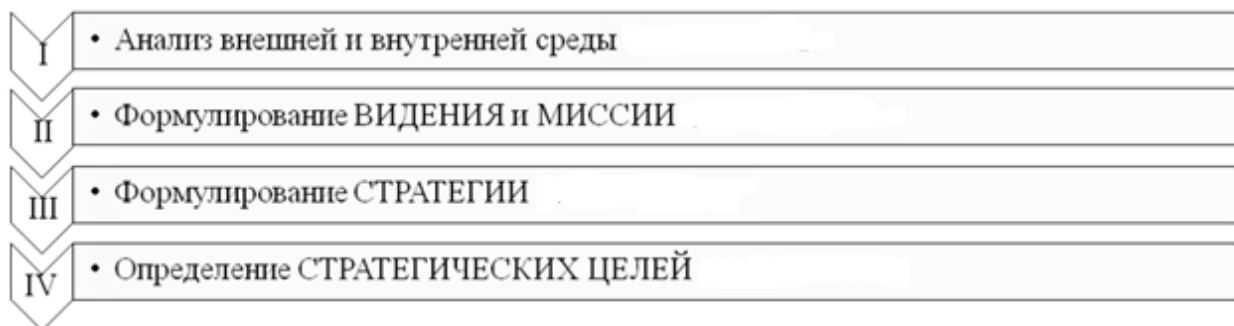 I • Анализ внешней и внутренней среды
II • Формулирование ВИДЕНИЯ и МИССИИ
III • Формулирование СТРАТЕГИИ
IV • Определение СТРАТЕГИЧЕСКИХ ЦЕЛЕЙ